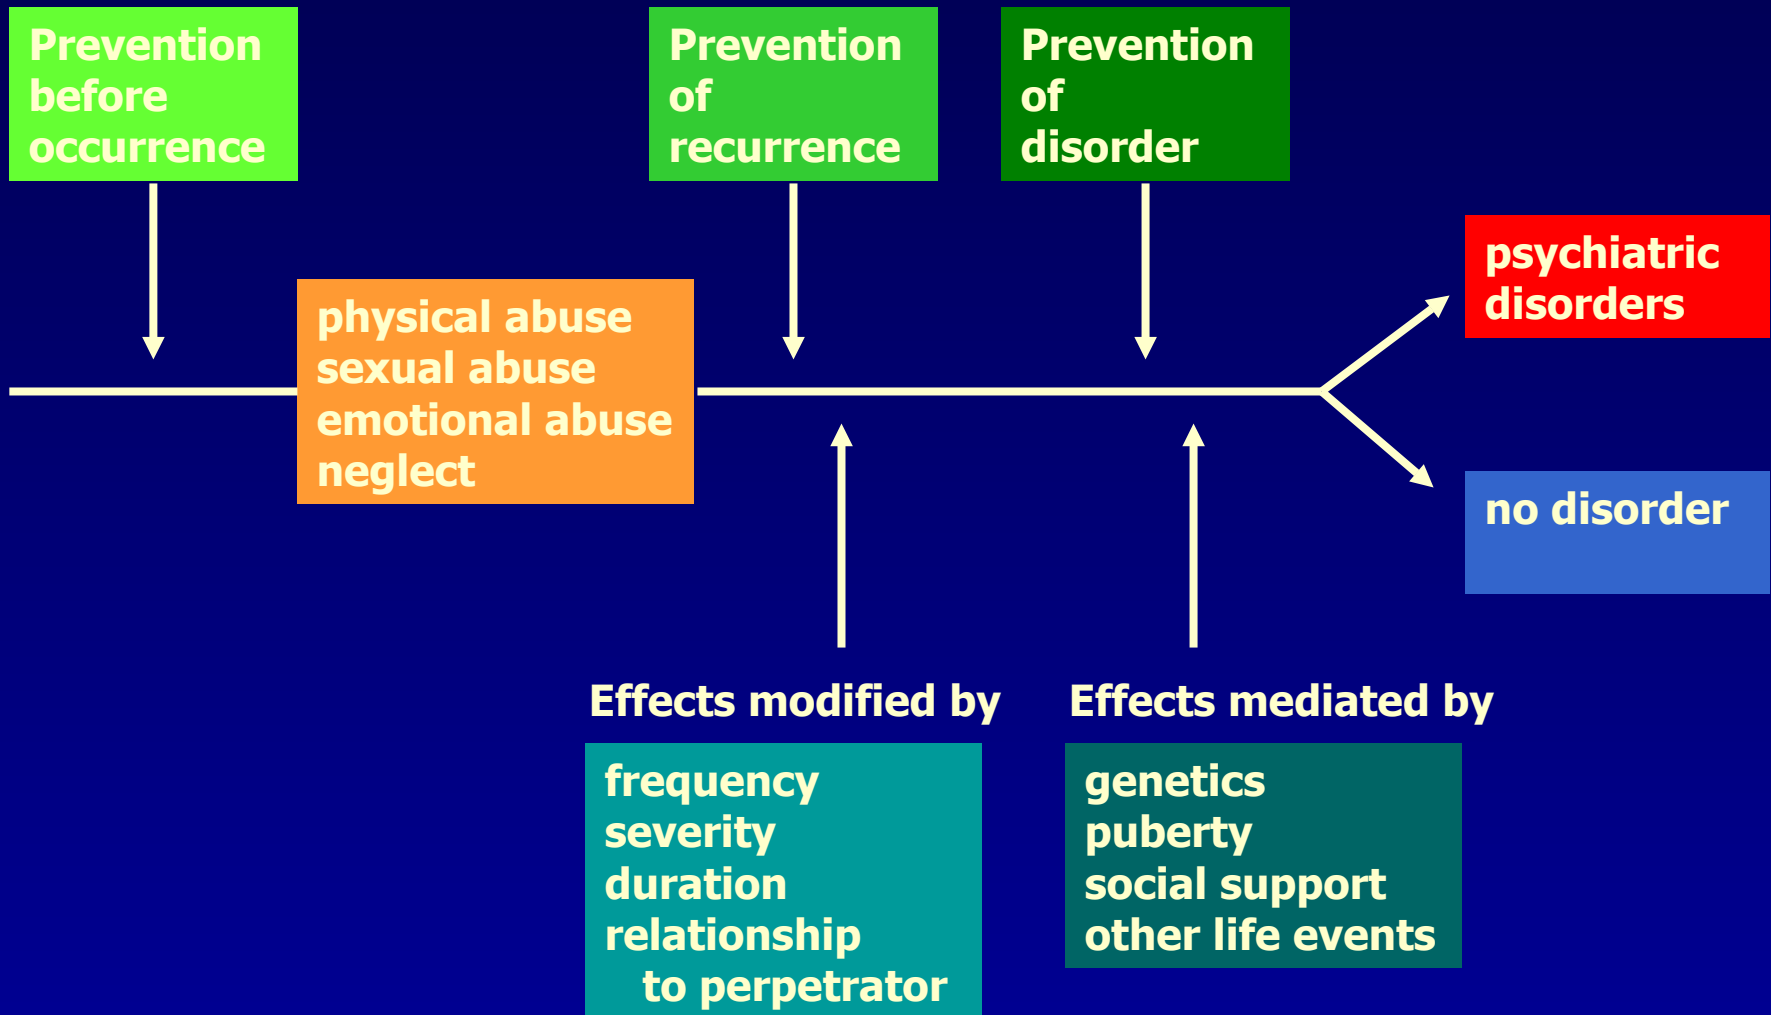 Prevention
before
occurrence
Prevention
of
recurrence
Prevention
of
disorder
physical abuse
sexual abuse
emotional abuse
neglect
psychiatric
disorders
no disorder
Effects modified by
frequency
severity
duration
relationship
to perpetrator
Effects mediated by
genetics
puberty
social support
other life events